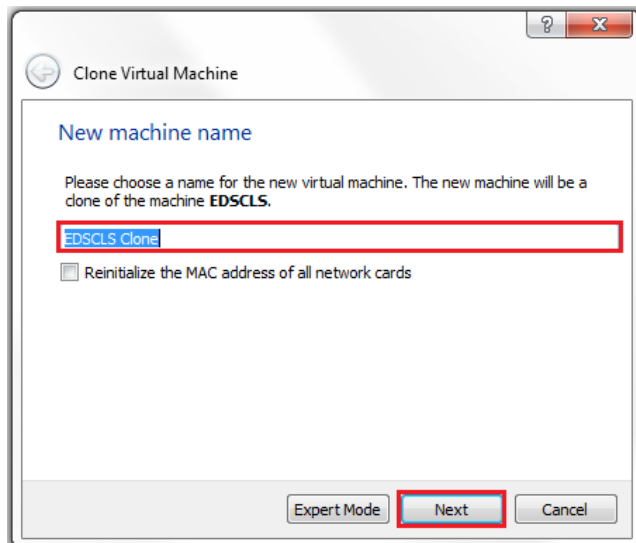 Clone Virtual Machine
New machine name
Please choose a name for the new virtual machine. The new machine will be a
clone of the machine EDSCLS.
EDSCLS Clone
Reinitialize the MAC address of all network cards
Expert Mode Next Cancel